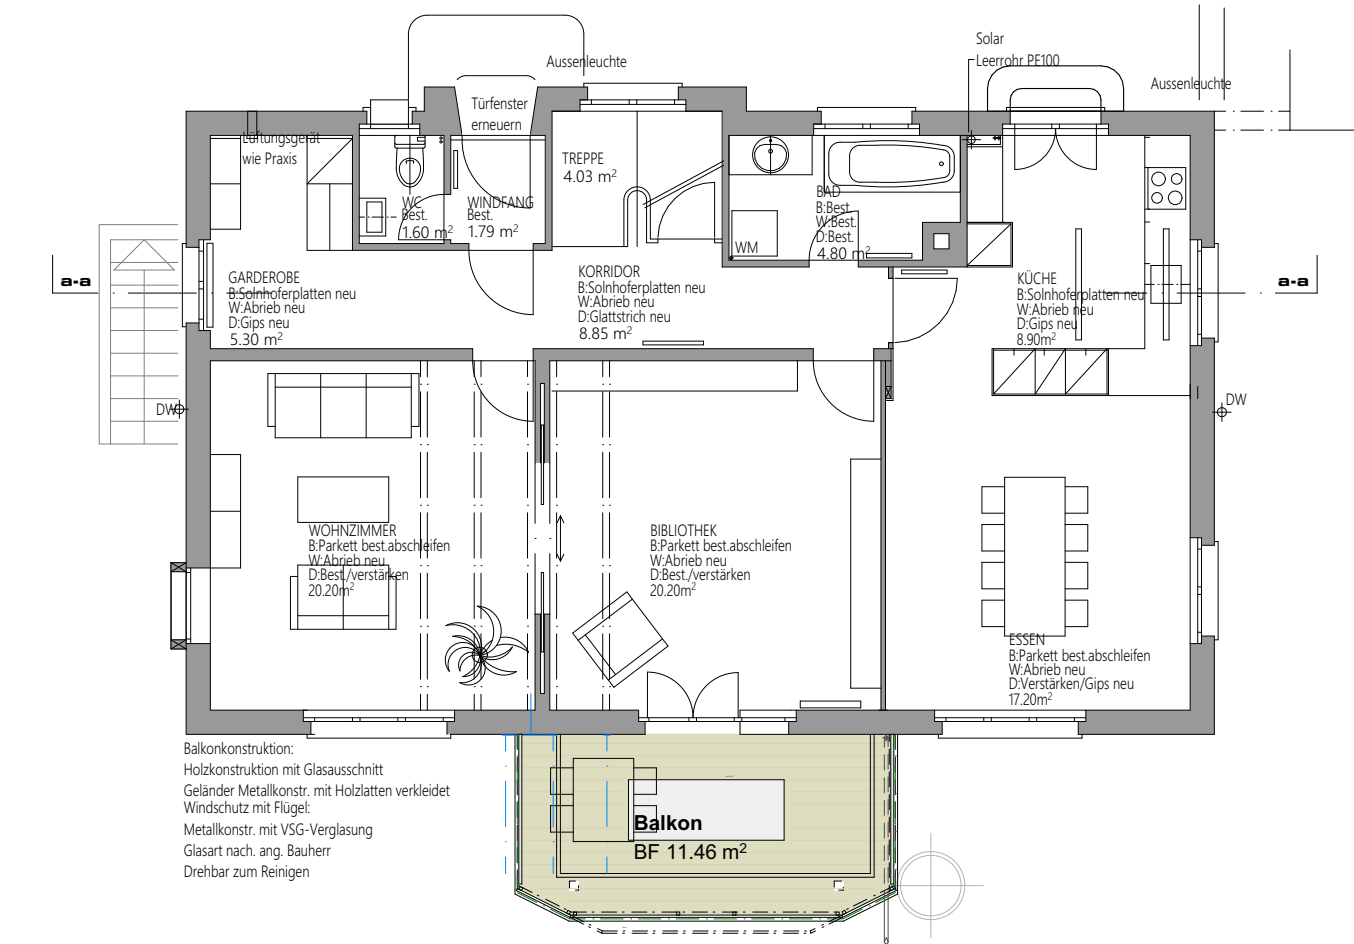 Solar
Leerrohr PE100
Aussenleuchte
Aussenleuchte
Türfenster
erneuern
Lüftungsgerät
wie Praxis
TREPPE
4.03 m²
WC
Best.
1.60 m²
WINDFANG
Best.
1.79 m²
BAD
B:Best.
W:Best.
D:Best.
4.80 m²
WM
a-a
GARDEROBE
B:Solnhoferplatten neu
W:Abrieb neu
D:Gips neu
5.30 m²
KORRIDOR
B:Solnhoferplatten neu
W:Abrieb neu
D:Glattstrich neu
8.85 m²
KÜCHE
B:Solnhoferplatten neu
W:Abrieb neu
D:Gips neu
8.90m²
a-a
DW
DW
WOHNZIMMER
B:Parkett best.abschleifen
W:Abrieb neu
D:Best./verstärken
20.20m²
BIBLIOTHEK
B:Parkett best.abschleifen
W:Abrieb neu
D:Best./verstärken
20.20m²
ESSEN
B:Parkett best.abschleifen
W:Abrieb neu
D:Verstärken/Gips neu
17.20m²
Balkonkonstruktion:
Holzkonstruktion mit Glasausschnitt
Geländer Metallkonstr. mit Holzlatten verkleidet
Windschutz mit Flügel:
Metallkonstr. mit VSG-Verglasung
Glasart nach. ang. Bauherr
Drehbar zum Reinigen
Balkon
BF 11.46 m²